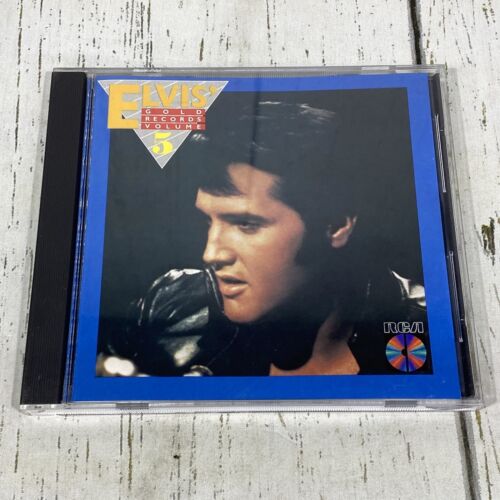 ELVIS'
GOLD
RECORDS
VOLUME
5
RCA